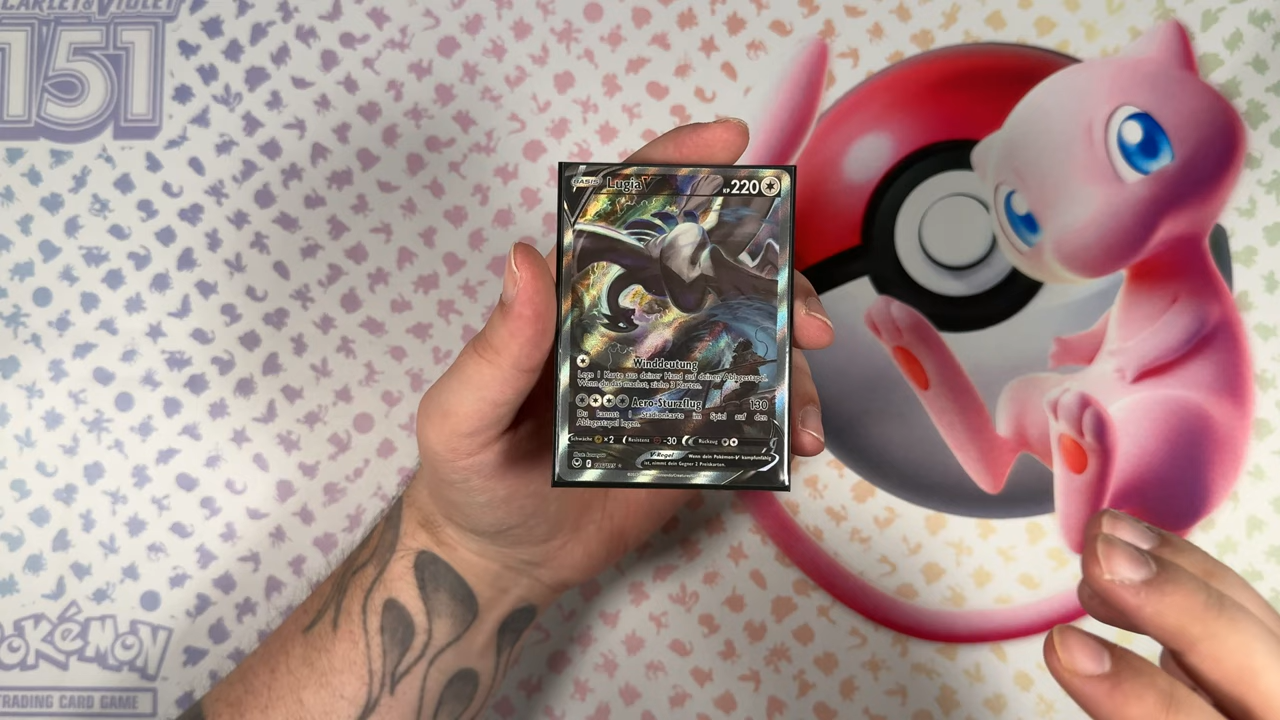 SCARLET & VIOLET
151
BASIS Lugia V KP 220
Winddeutung
Lege 1 Karte aus deiner Hand auf deinen Ablagestapel.
Wenn du das machst, ziehe 3 Karten.
Aero-Sturzflug 130
Du kannst 1 Stadionkarte im Spiel auf den
Ablagestapel legen.
Schwäche ×2 Resistenz -30 Rückzug
V-Regel Wenn dein Pokémon-V kampfunfähig
ist, nimmt dein Gegner 2 Preiskarten.
POKéMON
TRADING CARD GAME